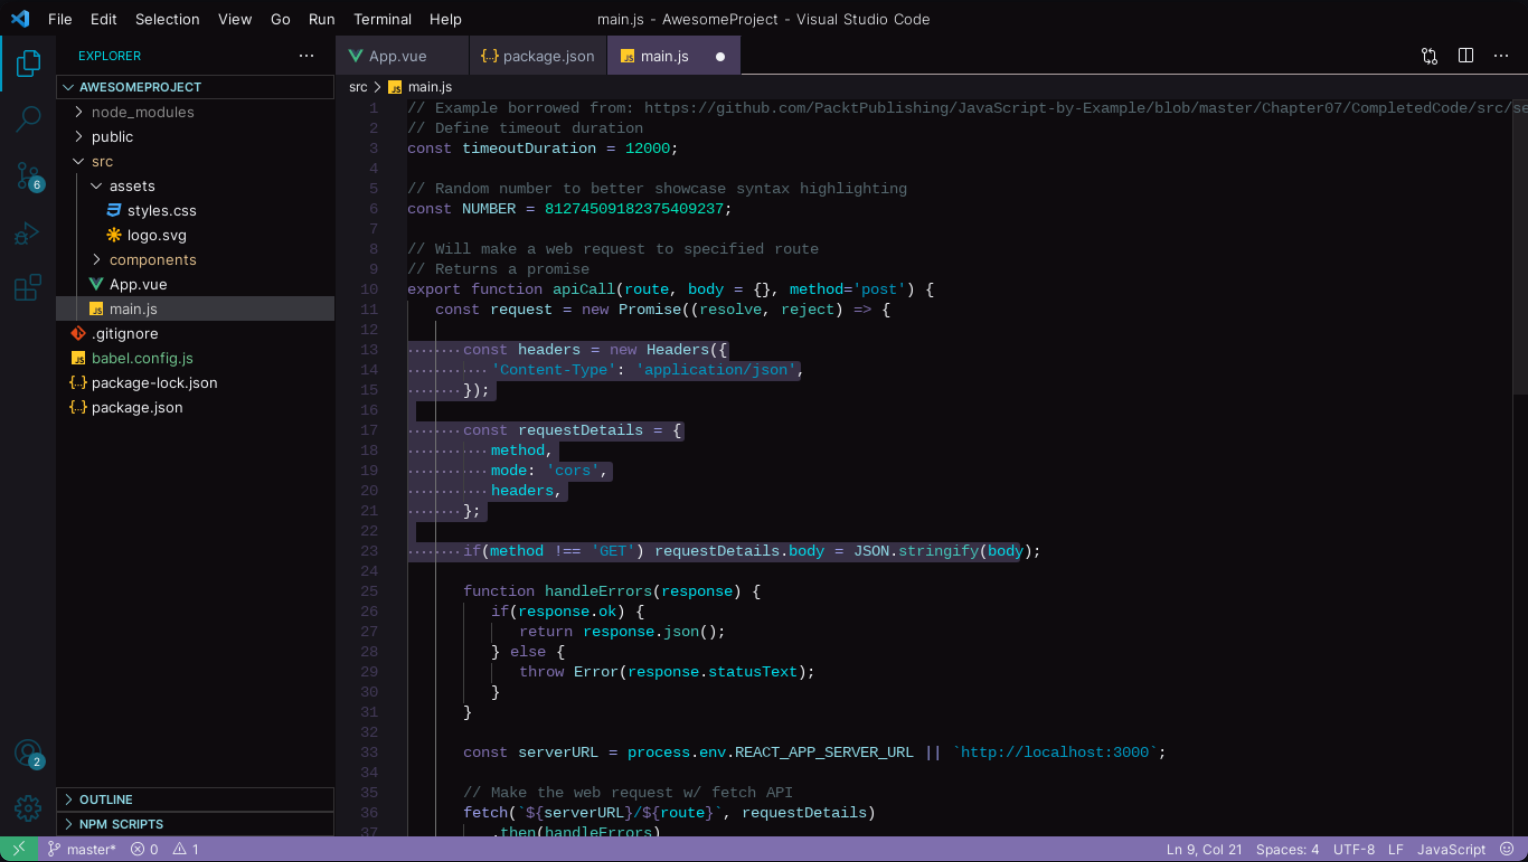 File Edit Selection View Go Run Terminal Help
main.js - AwesomeProject - Visual Studio Code
EXPLORER
App.vue
package.json
main.js
AWESOMEPROJECT
node_modules
public
src
assets
styles.css
logo.svg
components
App.vue
main.js
.gitignore
babel.config.js
package-lock.json
package.json
6
2
OUTLINE
NPM SCRIPTS
src > JS main.js
1 // Example borrowed from: https://github.com/PacktPublishing/JavaScript-by-Example/blob/master/Chapter07/CompletedCode/src/se
2 // Define timeout duration
3 const timeoutDuration = 12000;
4
5 // Random number to better showcase syntax highlighting
6 const NUMBER = 81274509182375409237;
7
8 // Will make a web request to specified route
9 // Returns a promise
10 export function apiCall(route, body = {}, method='post') {
11 const request = new Promise((resolve, reject) => {
12
13 const headers = new Headers({
14 'Content-Type': 'application/json',
15 });
16
17 const requestDetails = {
18 method,
19 mode: 'cors',
20 headers,
21 };
22
23 if(method !== 'GET') requestDetails.body = JSON.stringify(body);
24
25 function handleErrors(response) {
26 if(response.ok) {
27 return response.json();
28 } else {
29 throw Error(response.statusText);
30 }
31 }
32
33 const serverURL = process.env.REACT_APP_SERVER_URL || `http://localhost:3000`;
34
35 // Make the web request w/ fetch API
36 fetch(`${serverURL}/${route}`, requestDetails)
37 .then(handleErrors)
master* 0 1
Ln 9, Col 21 Spaces: 4 UTF-8 LF JavaScript